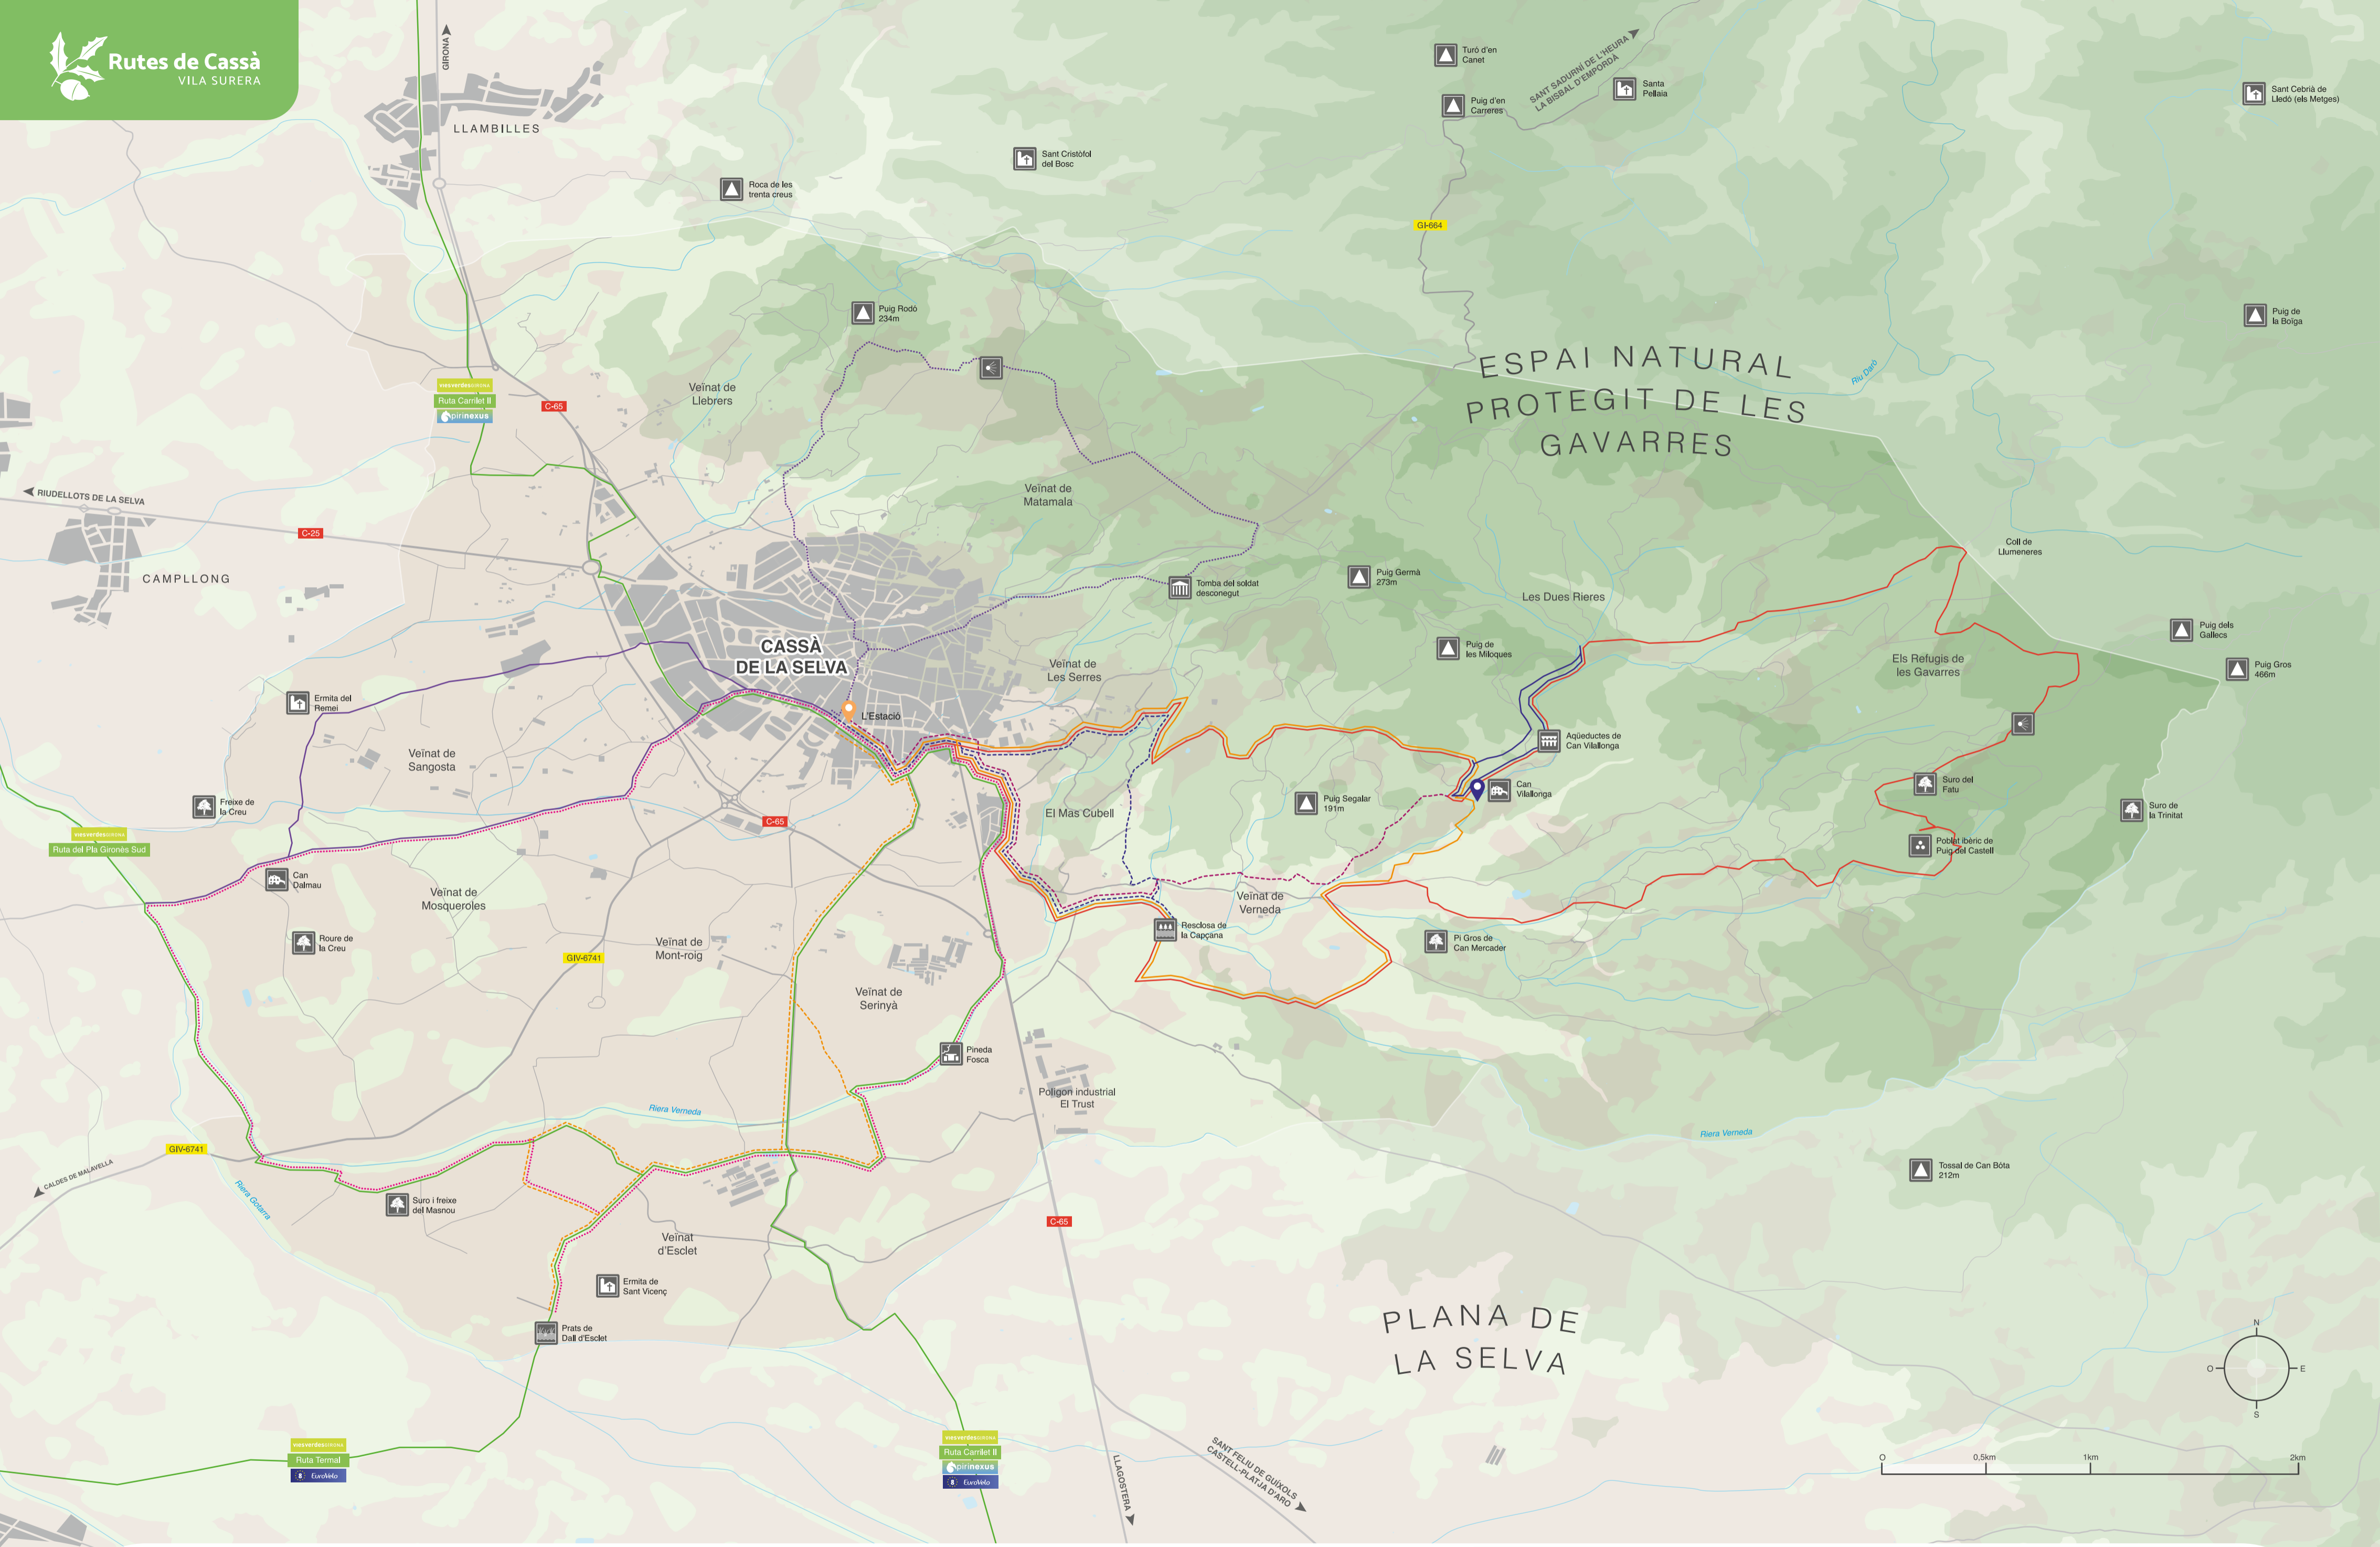 Rutes de Cassà
VILA SURERA
GIRONA
LLAMBILLES
Turó d'en
Canet
Puig d'en
Carreres
SANT SADURNÍ DE L'HEURA
LA BISBAL D'EMPORDÀ
Santa
Pellaia
Sant Cebrià de
Lledó (els Metges)
Sant Cristòfol
del Bosc
Roca de les
trenta creus
GI-664
Puig Rodó
234m
Puig de
la Boïga
ESPAI NATURAL
PROTEGIT DE LES
GAVARRES
Riu Daró
Veïnat de
Llebrers
viesverdesGIRONA
Ruta Carrilet II
pirinexus
C-65
RIUDELLOTS DE LA SELVA
C-25
CAMPLLONG
Veïnat de
Matamala
Coll de
Llumeneres
Tomba del soldat
desconegut
Puig Germà
273m
Les Dues Rieres
CASSÀ
DE LA SELVA
Veïnat de
Les Serres
Puig de
les Miloques
Els Refugis de
les Gavarres
Puig dels
Gallecs
Puig Gros
466m
Ermita del
Remei
L'Estació
Aqüeductes de
Can Vilallonga
Veïnat de
Sangosta
Can
Vilallonga
Suro del
Fatu
Suro de
la Trinitat
Freixe de
la Creu
C-65
El Mas Cubell
Puig Segalar
191m
viesverdesGIRONA
Ruta del Pla Gironès Sud
Poblat ibèric de
Puig del Castell
Can
Dalmau
Veïnat de
Mosqueroles
Veïnat de
Verneda
Roure de
la Creu
Veïnat de
Mont-roig
Resclosa de
la Capçana
Pi Gros de
Can Mercader
GIV-6741
Veïnat de
Serinyà
Pineda
Fosca
Polígon industrial
El Trust
Riera Verneda
Riera Verneda
GIV-6741
CALDES DE MALAVELLA
Riera Gotarra
Suro i freixe
del Masnou
Tossal de Can Bóta
212m
C-65
Veïnat
d'Esclet
Ermita de
Sant Vicenç
Prats de
Dall d'Esclet
PLANA DE
LA SELVA
N
O
E
S
viesverdesGIRONA
Ruta Termal
8 EuroVelo
viesverdesGIRONA
Ruta Carrilet II
pirinexus
8 EuroVelo
LLAGOSTERA
SANT FELIU DE GUÍXOLS
CASTELL-PLATJA D'ARO
0
0,5km
1km
2km